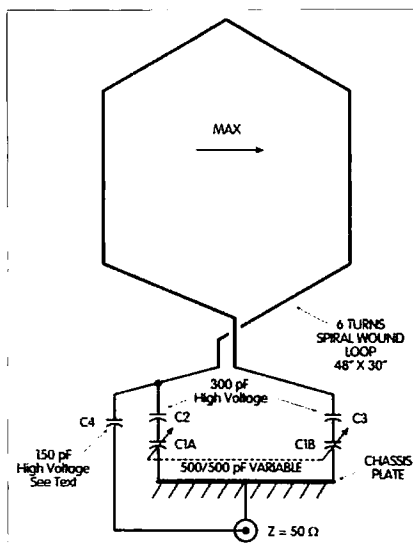 MAX
6 TURNS
SPIRAL WOUND
LOOP
48" X 30"
300 pF
High Voltage
C4
C2
C3
C1A
C1B
150 pF
High Voltage
See Text
500/500 pF VARIABLE
CHASSIS
PLATE
Z = 50 Ω